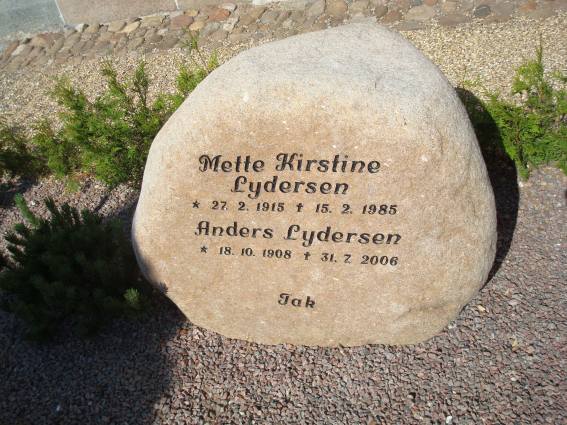 Mette Kirstine
Lydersen
* 27. 2. 1915 † 15. 2. 1985
Anders Lydersen
* 18. 10. 1908 † 31. 7. 2006
Tak